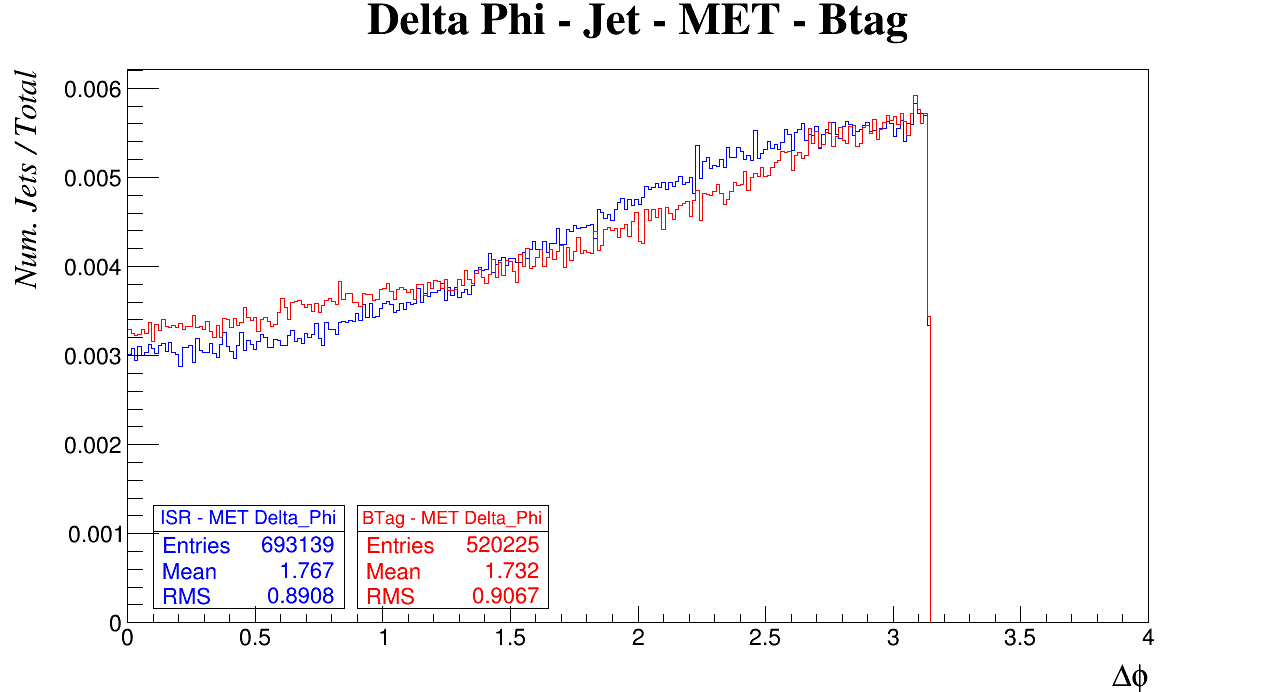 Delta Phi - Jet - MET - Btag
Num. Jets / Total
0.006
0.005
0.004
0.003
0.002
0.001
0
ISR - MET Delta_Phi
Entries 693139
Mean 1.767
RMS 0.8908
BTag - MET Delta_Phi
Entries 520225
Mean 1.732
RMS 0.9067
0 0.5 1 1.5 2 2.5 3 3.5 4
Δϕ